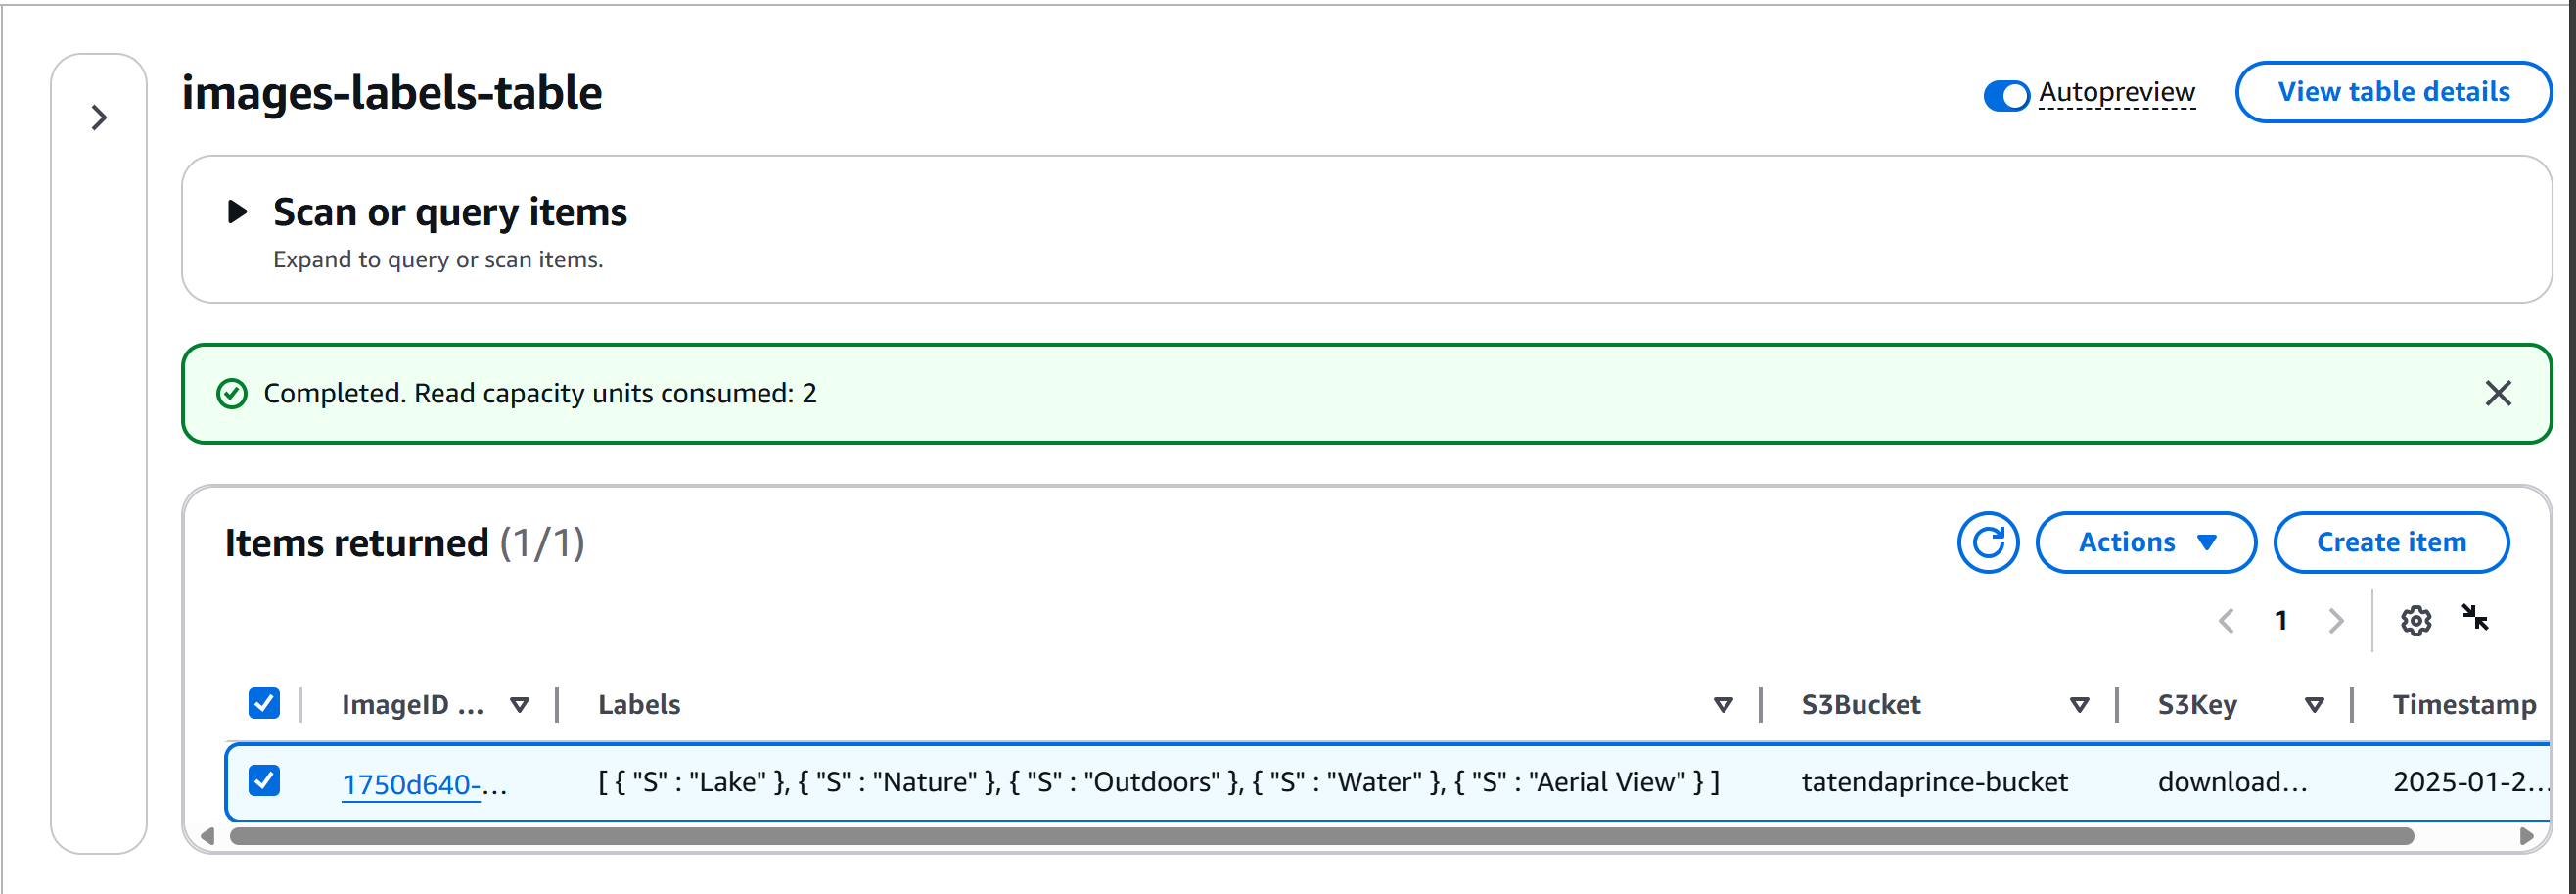 images-labels-table
Autopreview
View table details
Scan or query items
Expand to query or scan items.
Completed. Read capacity units consumed: 2
Items returned (1/1)
Actions
Create item
1
ImageID ... Labels S3Bucket S3Key Timestamp
1750d640-... [ { "S" : "Lake" }, { "S" : "Nature" }, { "S" : "Outdoors" }, { "S" : "Water" }, { "S" : "Aerial View" } ] tatendaprince-bucket download... 2025-01-2...